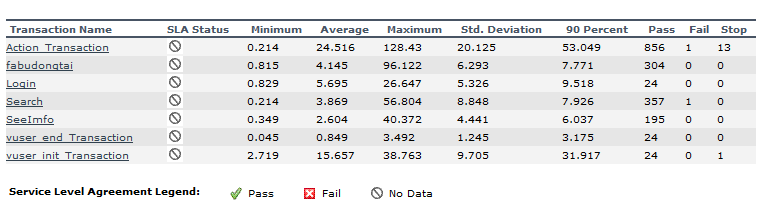 Transaction Name SLA Status Minimum Average Maximum Std. Deviation 90 Percent Pass Fail Stop
Action_Transaction 0.214 24.516 128.43 20.125 53.049 856 1 13
fabudongtai 0.815 4.145 96.122 6.293 7.771 304 0 0
Login 0.829 5.695 26.647 5.326 9.518 24 0 0
Search 0.214 3.869 56.804 8.848 7.926 357 1 0
SeeImfo 0.349 2.604 40.372 4.441 6.037 195 0 0
vuser_end_Transaction 0.045 0.849 3.492 1.245 3.175 24 0 0
vuser_init_Transaction 2.719 15.657 38.763 9.705 31.917 24 0 1
Service Level Agreement Legend: Pass Fail No Data